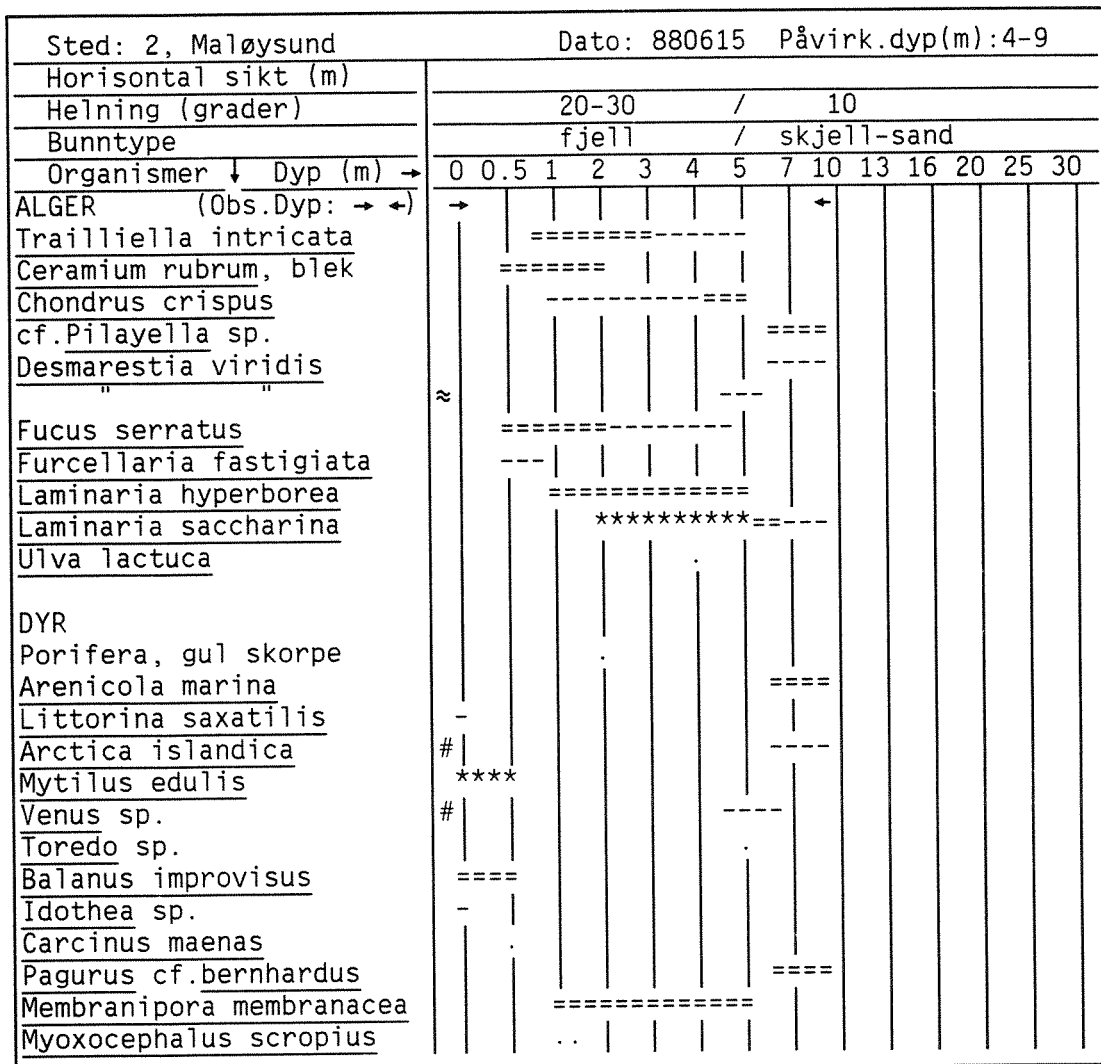 Sted: 2, Maløysund Dato: 880615 Påvirk.dyp(m):4-9
Horisontal sikt (m)
Helning (grader) 20-30 / 10
Bunntype fjell / skjell-sand
Organismer ↓ Dyp (m) → 0 0.5 1 2 3 4 5 7 10 13 16 20 25 30
ALGER (Obs.Dyp: → ←) → ←
Trailliella intricata ========------
Ceramium rubrum, blek =======
Chondrus crispus ----------===
cf.Pilayella sp. ====
Desmarestia viridis ----
" " ≈ ---
Fucus serratus =======--------
Furcellaria fastigiata ---
Laminaria hyperborea =============
Laminaria saccharina **********==---
Ulva lactuca .
DYR
Porifera, gul skorpe .
Arenicola marina ====
Littorina saxatilis -
Arctica islandica # ----
Mytilus edulis ****
Venus sp. # ----
Toredo sp. .
Balanus improvisus ====
Idothea sp. -
Carcinus maenas .
Pagurus cf.bernhardus ====
Membranipora membranacea =============
Myoxocephalus scropius ..